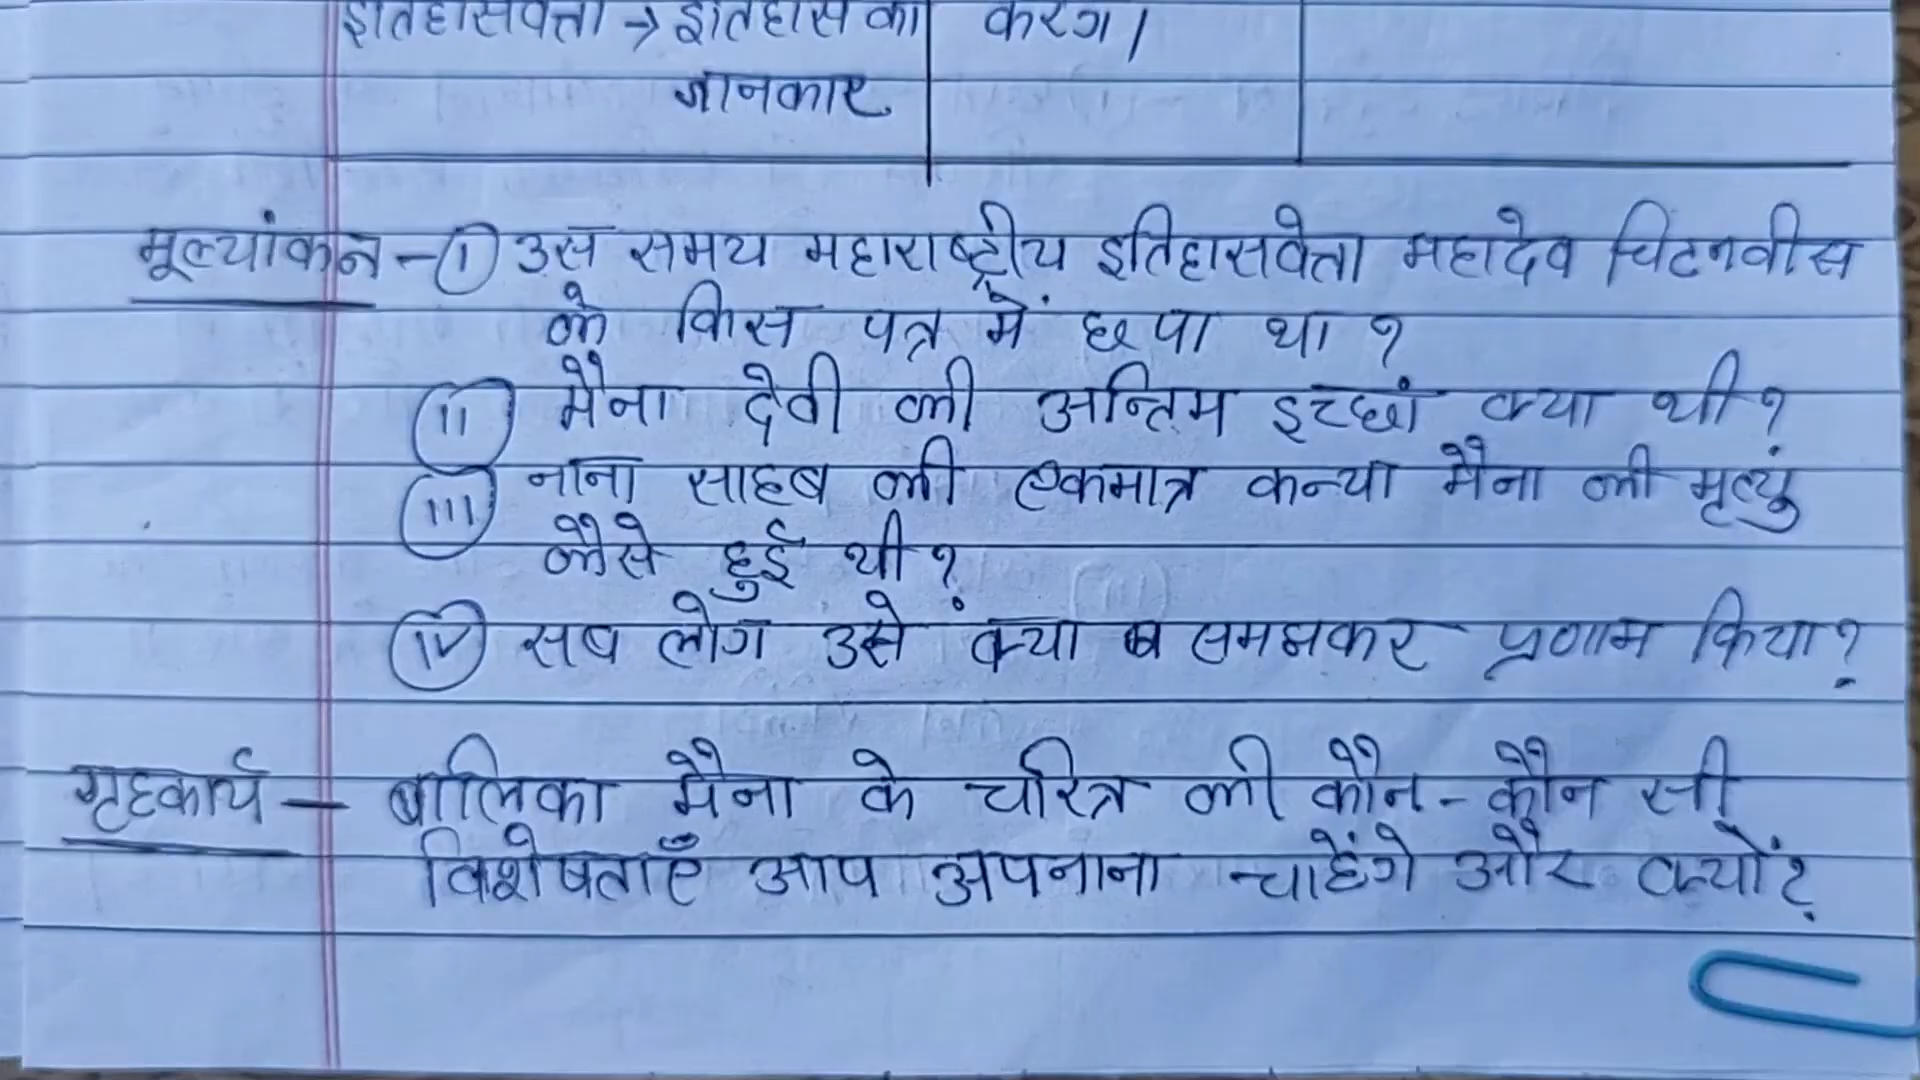 इतिहासवेत्ता → इतिहास का करेंगे।
जानकार
मूल्यांकन – (i) उस समय महाराष्ट्रीय इतिहासवेत्ता महादेव चिटनवीस
के किस पत्र में छपा था ?
(ii) मैना देवी की अन्तिम इच्छा क्या थी ?
(iii) नाना साहब की एकमात्र कन्या मैना की मृत्यु
कैसे हुई थी ?
(iv) सब लोग उसे क्या समझकर प्रणाम किया ?
गृहकार्य – बालिका मैना के चरित्र की कौन-कौन सी
विशेषताएँ आप अपनाना चाहेंगे और क्यों ?